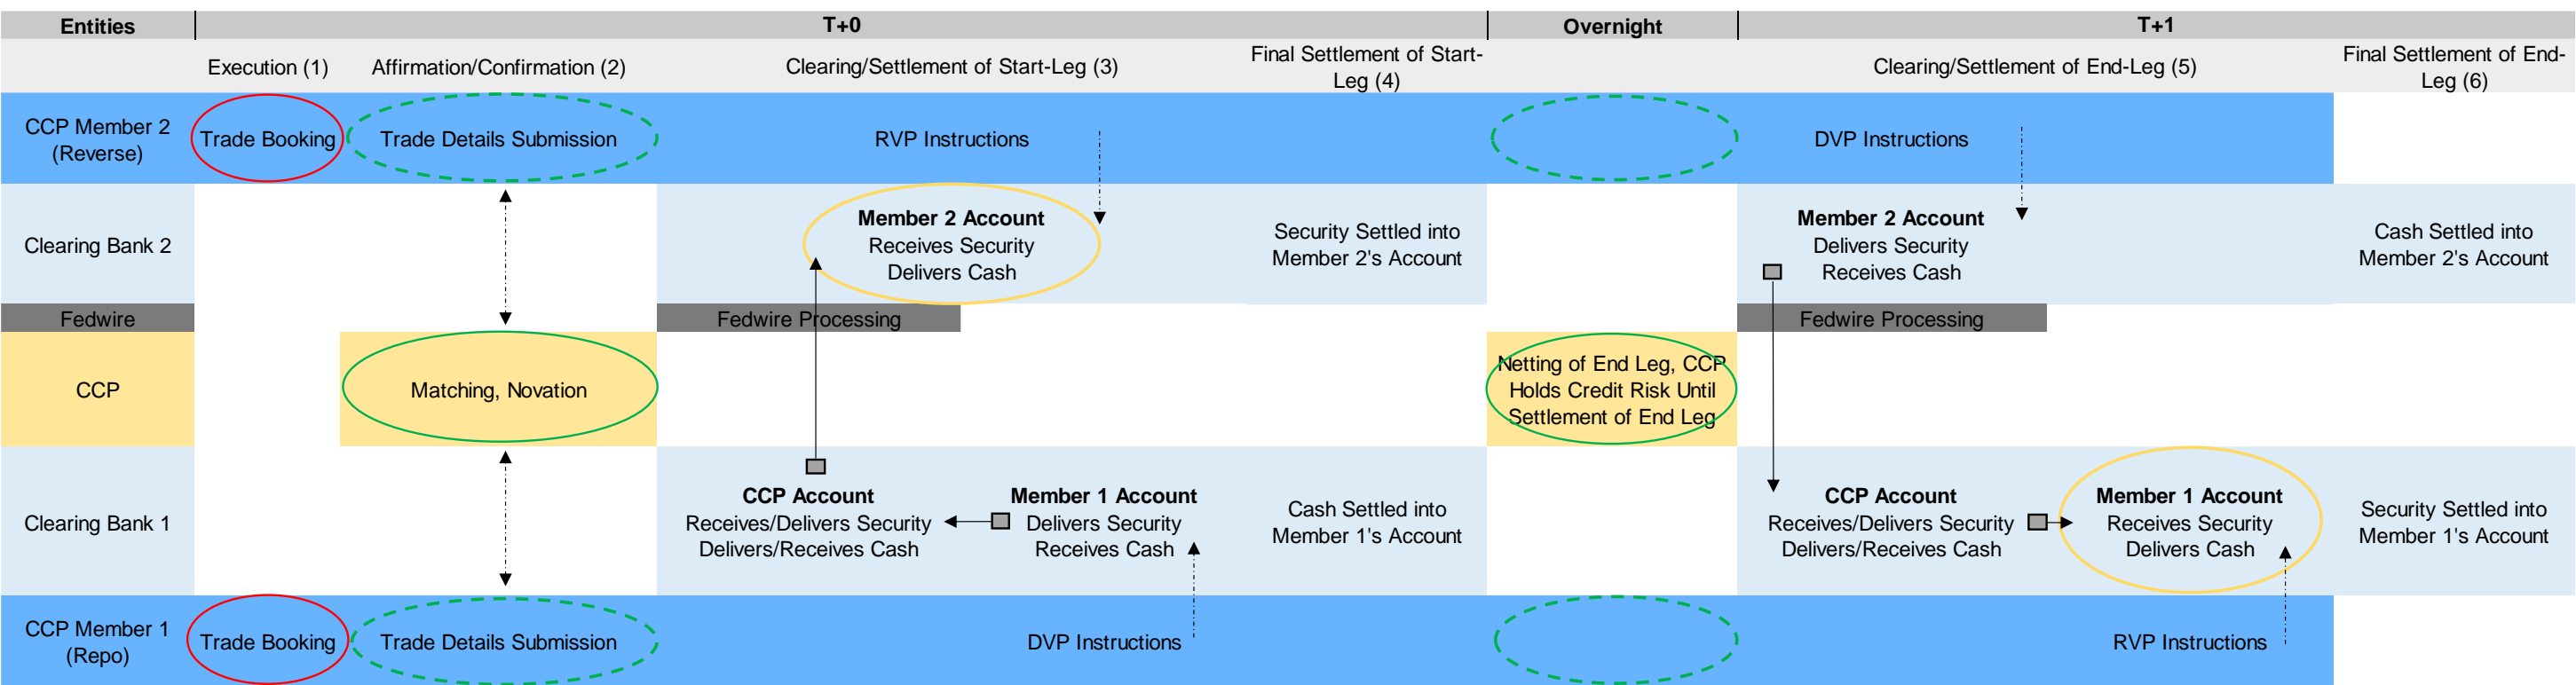 Entities
T+0
Overnight
T+1
Execution (1)
Affirmation/Confirmation (2)
Clearing/Settlement of Start-Leg (3)
Final Settlement of Start-
Leg (4)
Clearing/Settlement of End-Leg (5)
Final Settlement of End-
Leg (6)
CCP Member 2
(Reverse)
Trade Booking
Trade Details Submission
RVP Instructions
DVP Instructions
Clearing Bank 2
Member 2 Account
Receives Security
Delivers Cash
Security Settled into
Member 2's Account
Member 2 Account
Delivers Security
Receives Cash
Cash Settled into
Member 2's Account
Fedwire
Fedwire Processing
Fedwire Processing
CCP
Matching, Novation
Netting of End Leg, CCP
Holds Credit Risk Until
Settlement of End Leg
Clearing Bank 1
CCP Account
Receives/Delivers Security
Delivers/Receives Cash
Member 1 Account
Delivers Security
Receives Cash
Cash Settled into
Member 1's Account
CCP Account
Receives/Delivers Security
Delivers/Receives Cash
Member 1 Account
Receives Security
Delivers Cash
Security Settled into
Member 1's Account
CCP Member 1
(Repo)
Trade Booking
Trade Details Submission
DVP Instructions
RVP Instructions